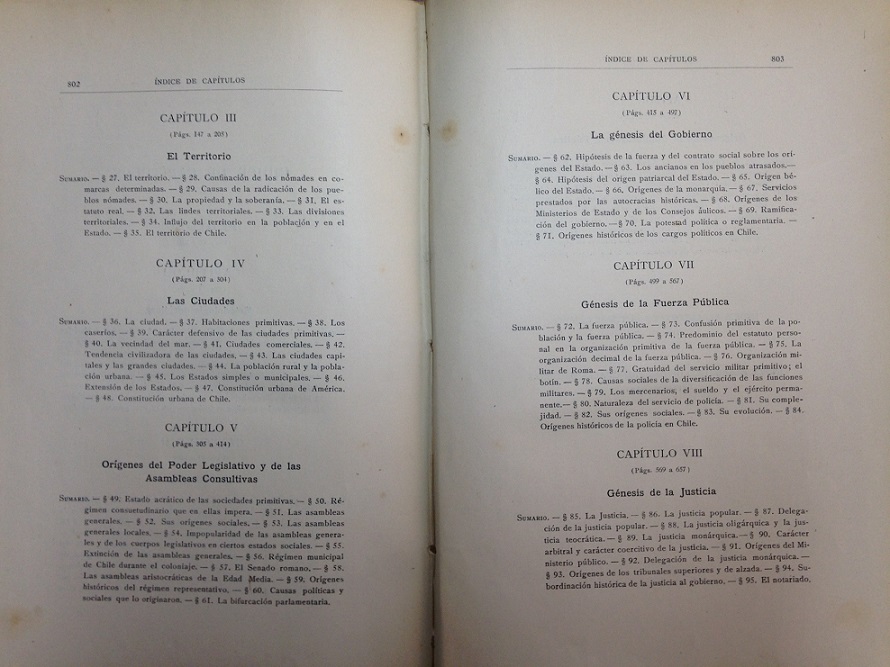 802
ÍNDICE DE CAPÍTULOS
CAPÍTULO III
(Págs. 147 a 205)
El Territorio
SUMARIO. — § 27. El territorio. — § 28. Confinación de los nómades en co-
marcas determinadas. — § 29. Causas de la radicación de los pue-
blos nómades. — § 30. La propiedad y la soberanía. — § 31. El es-
tatuto real. — § 32. Las lindes territoriales. — § 33. Las divisiones
territoriales. — § 34. Influjo del territorio en la población y en el
Estado. — § 35. El territorio de Chile.
CAPÍTULO IV
(Págs. 207 a 304)
Las Ciudades
SUMARIO. — § 36. La ciudad. — § 37. Habitaciones primitivas. — § 38. Los
caseríos. — § 39. Carácter defensivo de las ciudades primitivas. —
§ 40. La vecindad del mar. — § 41. Ciudades comerciales. — § 42.
Tendencia civilizadora de las ciudades. — § 43. Las ciudades capi-
tales y las grandes ciudades. — § 44. La población rural y la pobla-
ción urbana. — § 45. Los Estados simples o municipales. — § 46.
Extensión de los Estados. — § 47. Constitución urbana de América.
— § 48. Constitución urbana de Chile.
CAPÍTULO V
(Págs. 305 a 414)
Orígenes del Poder Legislativo y de las
Asambleas Consultivas
SUMARIO. — § 49. Estado acrático de las sociedades primitivas. — § 50. Ré-
gimen consuetudinario que en ellas impera. — § 51. Las asambleas
generales. — § 52. Sus orígenes sociales. — § 53. Las asambleas
generales locales. — § 54. Impopularidad de las asambleas genera-
les y de los cuerpos legislativos en ciertos estados sociales. — § 55.
Extinción de las asambleas generales. — § 56. Régimen municipal
de Chile durante el coloniaje. — § 57. El Senado romano. — § 58.
Las asambleas aristocráticas de la Edad Media. — § 59. Orígenes
históricos del régimen representativo. — § 60. Causas políticas y
sociales que lo originaron. — § 61. La bifurcación parlamentaria.
ÍNDICE DE CAPÍTULOS
803
CAPÍTULO VI
(Págs. 415 a 497)
La génesis del Gobierno
SUMARIO. — § 62. Hipótesis de la fuerza y del contrato social sobre los orí-
genes del Estado. — § 63. Los ancianos en los pueblos atrasados.—
§ 64. Hipótesis del origen patriarcal del Estado. — § 65. Origen bé-
lico del Estado. — § 66. Orígenes de la monarquía. — § 67. Servicios
prestados por las autocracias históricas. — § 68. Orígenes de los
Ministerios de Estado y de los Consejos áulicos. — § 69. Ramifica-
ción del gobierno. — § 70. La potestad política o reglamentaria. —
§ 71. Orígenes históricos de los cargos políticos en Chile.
CAPÍTULO VII
(Págs. 499 a 567)
Génesis de la Fuerza Pública
SUMARIO. — § 72. La fuerza pública. — § 73. Confusión primitiva de la po-
blación y la fuerza pública. — § 74. Predominio del estatuto perso-
nal en la organización primitiva de la fuerza pública. — § 75. La
organización decimal de la fuerza pública. — § 76. Organización mi-
litar de Roma. — § 77. Gratuidad del servicio militar primitivo; el
botín. — § 78. Causas sociales de la diversificación de las funciones
militares. — § 79. Los mercenarios, el sueldo y el ejército perma-
nente.— § 80. Naturaleza del servicio de policía. — § 81. Su comple-
jidad. — § 82. Sus orígenes sociales. — § 83. Su evolución. — § 84.
Orígenes históricos de la policía en Chile.
CAPÍTULO VIII
(Págs. 569 a 657)
Génesis de la Justicia
SUMARIO. — § 85. La Justicia. — § 86. La justicia popular. — § 87. Delega-
ción de la justicia popular. — § 88. La justicia oligárquica y la jus-
ticia teocrática. — § 89. La justicia monárquica. — § 90. Carácter
arbitral y carácter coercitivo de la justicia. — § 91. Orígenes del Mi-
nisterio público. — § 92. Delegación de la justicia monárquica. —
§ 93. Orígenes de los tribunales superiores y de alzada. — § 94. Su-
bordinación histórica de la justicia al gobierno. — § 95. El notariado.